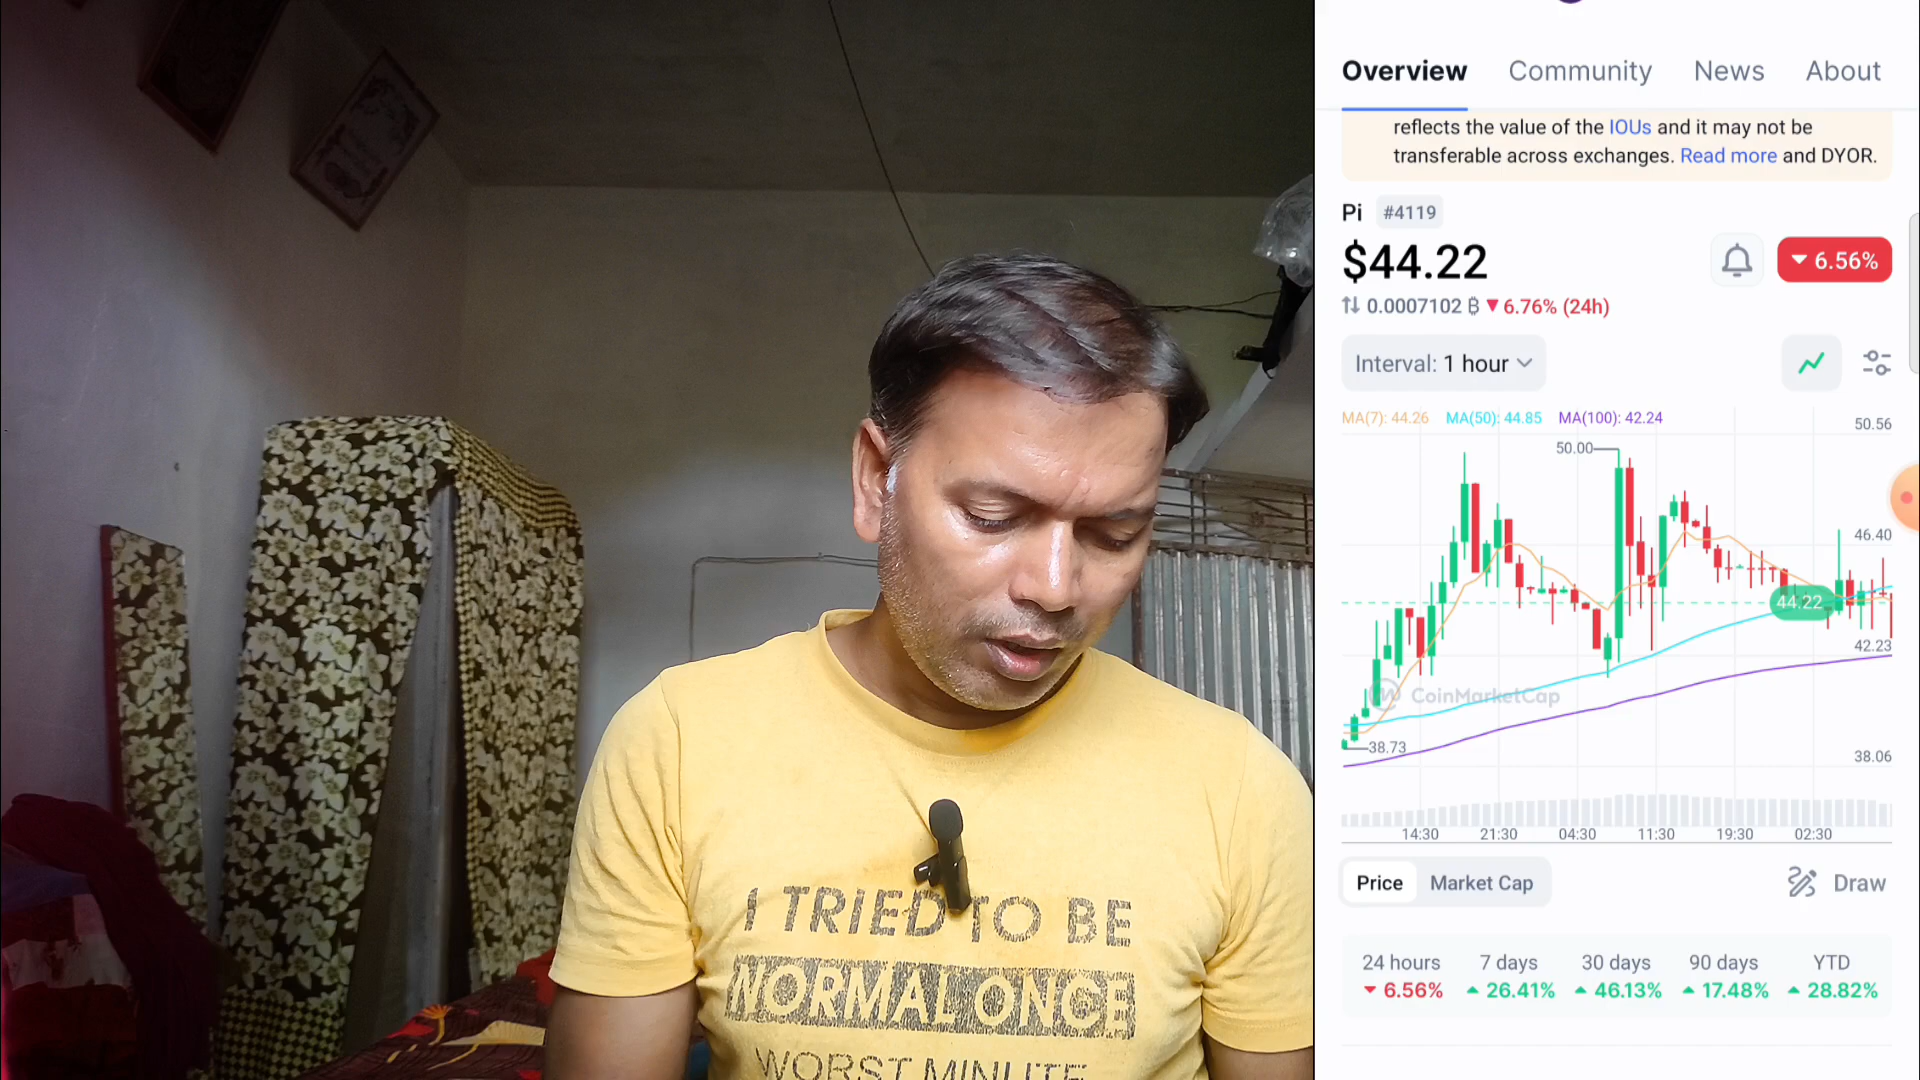 I TRIED TO BE
NORMAL ONCE
WORST MINUTE
Overview Community News About
reflects the value of the IOUs and it may not be
transferable across exchanges. Read more and DYOR.
Pi #4119
$44.22
6.56%
0.0007102 ₿ ▼ 6.76% (24h)
Interval: 1 hour
MA(7): 44.26 MA(50): 44.85 MA(100): 42.24
50.56
50.00
46.40
44.22
42.23
CoinMarketCap
38.73
38.06
14:30 21:30 04:30 11:30 19:30 02:30
Price Market Cap Draw
24 hours 7 days 30 days 90 days YTD
▼ 6.56% ▲ 26.41% ▲ 46.13% ▲ 17.48% ▲ 28.82%